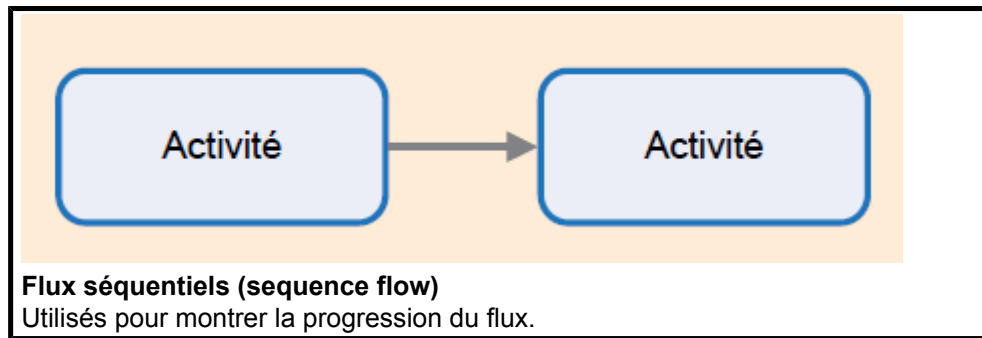 Activité
Activité
Flux séquentiels (sequence flow)
Utilisés pour montrer la progression du flux.